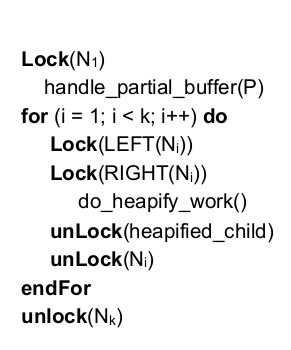 Lock(N₁)
handle_partial_buffer(P)
for (i = 1; i < k; i++) do
Lock(LEFT(Nᵢ))
Lock(RIGHT(Nᵢ))
do_heapify_work()
unLock(heapified_child)
unLock(Nᵢ)
endFor
unlock(Nₖ)